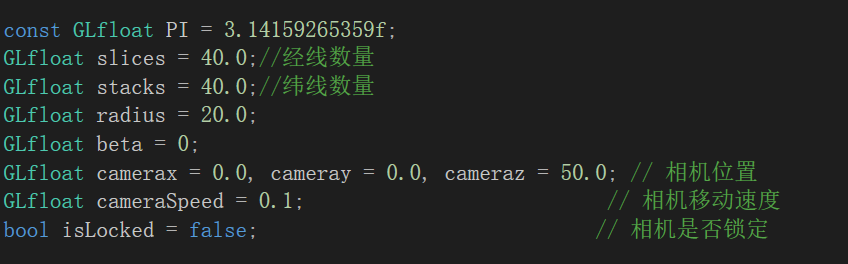 const GLfloat PI = 3.14159265359f;
GLfloat slices = 40.0;//经线数量
GLfloat stacks = 40.0;//纬线数量
GLfloat radius = 20.0;
GLfloat beta = 0;
GLfloat camerax = 0.0, cameray = 0.0, cameraz = 50.0; // 相机位置
GLfloat cameraSpeed = 0.1; // 相机移动速度
bool isLocked = false; // 相机是否锁定